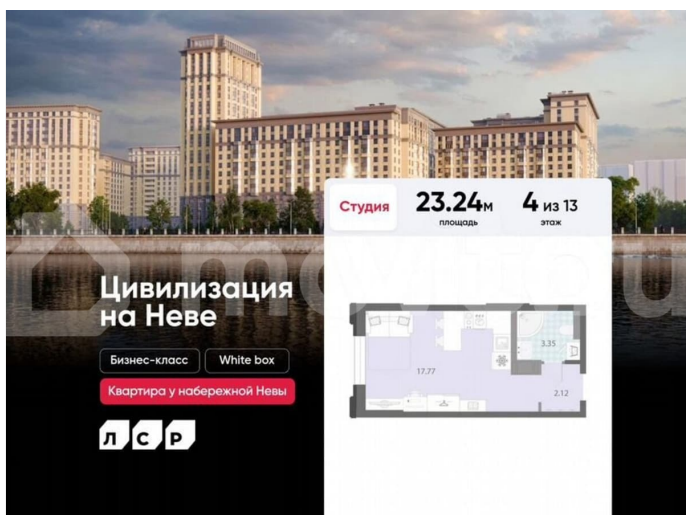 Студия
23.24м
площадь
4 из 13
этаж
Цивилизация
на Неве
Бизнес-класс
White box
Квартира у набережной Невы
ЛСР
17,77
3.35
2.12